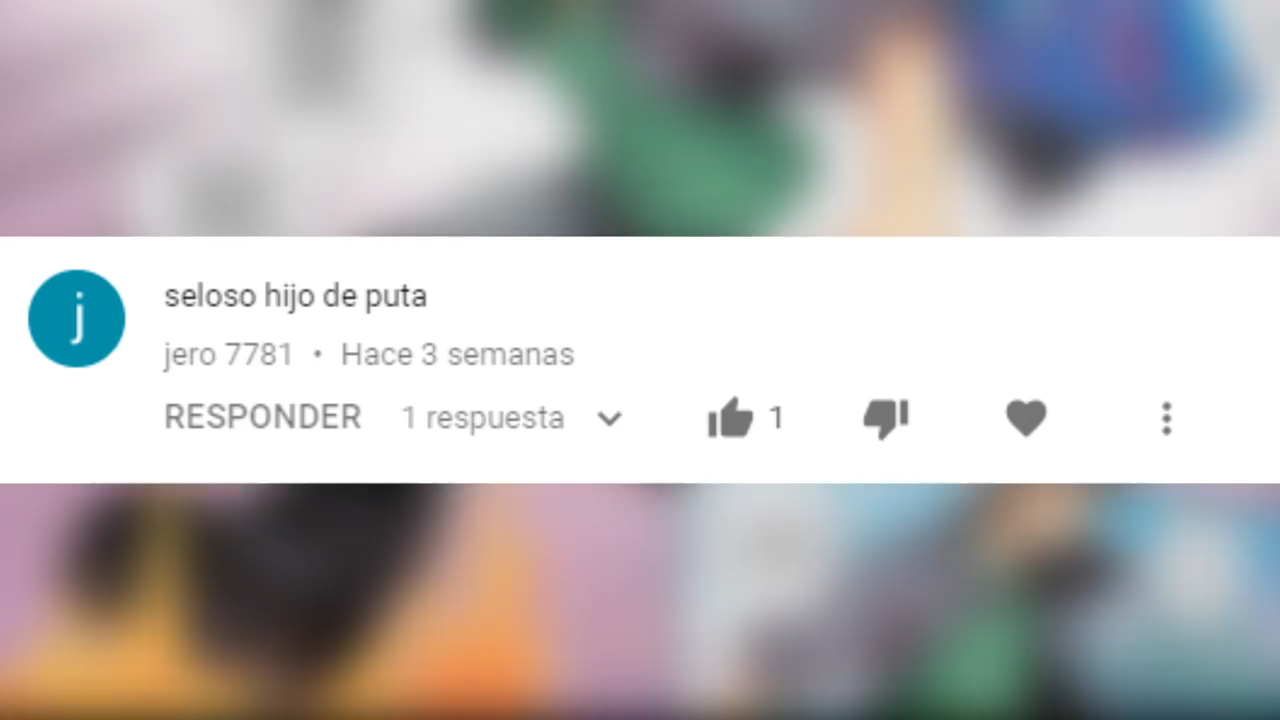 j
seloso hijo de puta
jero 7781 • Hace 3 semanas
RESPONDER 1 respuesta 1